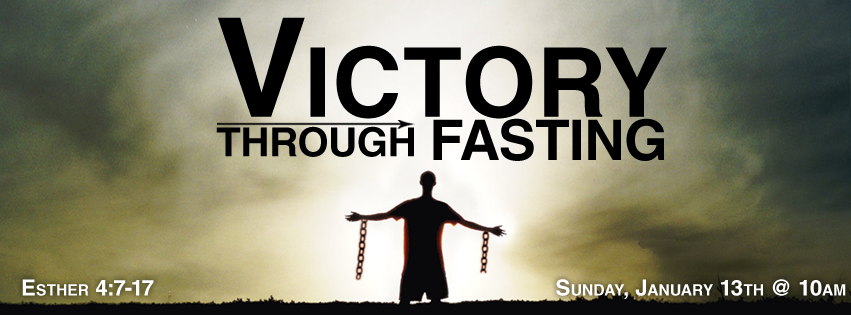 VICTORY
THROUGH FASTING
ESTHER 4:7-17
SUNDAY, JANUARY 13TH @ 10AM